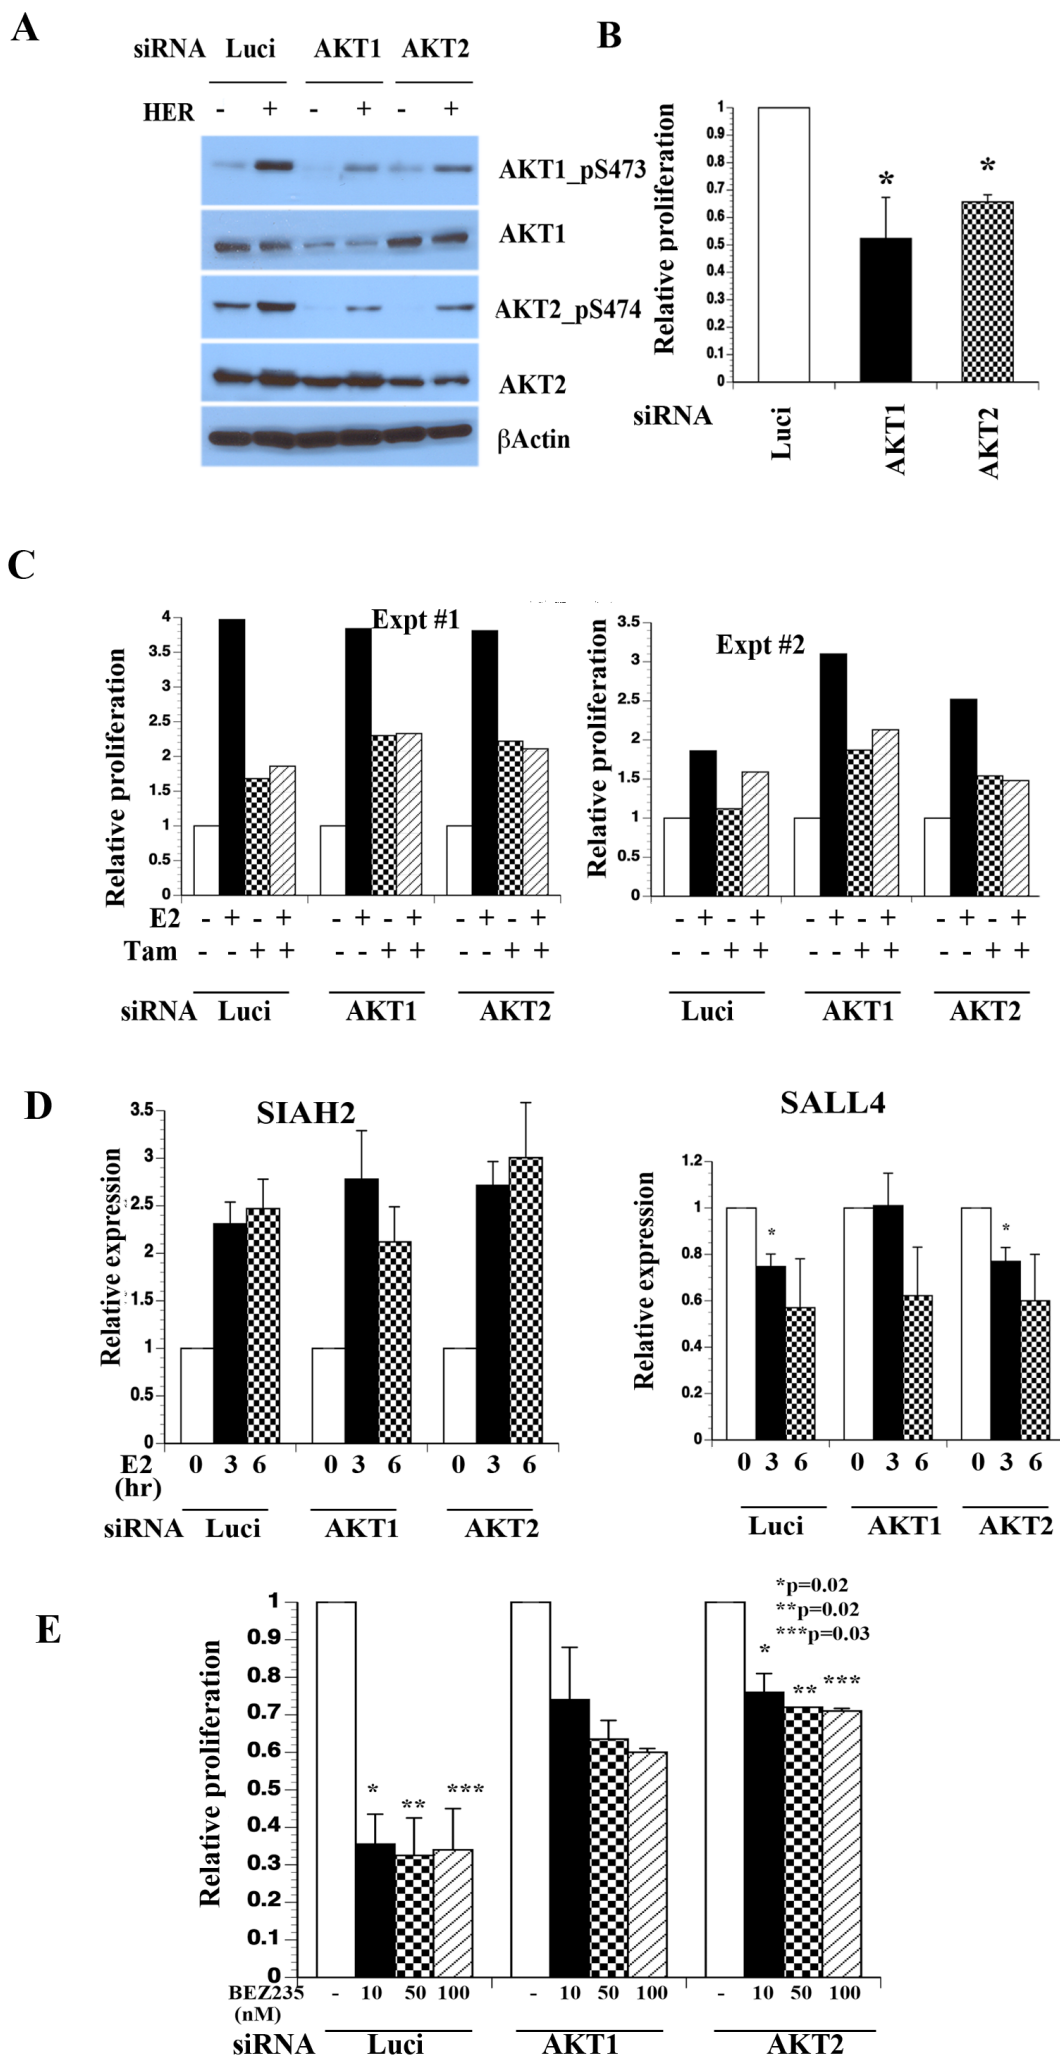 A
siRNA Luci AKT1 AKT2
HER - + - + - +
AKT1_pS473
AKT1
AKT2_pS474
AKT2
βActin
B
Relative proliferation
1
0.9
0.8
0.7
0.6
0.5
0.4
0.3
0.2
0.1
0
* *
siRNA Luci AKT1 AKT2
C
Expt #1
Relative proliferation
4
3.5
3
2.5
2
1.5
1
0.5
0
E2 - + - + - + - + - + - +
Tam - - + + - - + + - - + +
siRNA Luci AKT1 AKT2
Expt #2
Relative proliferation
3.5
3
2.5
2
1.5
1
0.5
0
- + - + - + - + - + - +
- - + + - - + + - - + +
Luci AKT1 AKT2
D
SIAH2
Relative expression
3.5
3
2.5
2
1.5
1
0.5
0
E2 0 3 6 0 3 6 0 3 6
(hr)
siRNA Luci AKT1 AKT2
SALL4
Relative expression
1.2
1
0.8
0.6
0.4
0.2
0
* *
0 3 6 0 3 6 0 3 6
Luci AKT1 AKT2
E
*p=0.02
**p=0.02
***p=0.03
Relative proliferation
1
0.9
0.8
0.7
0.6
0.5
0.4
0.3
0.2
0.1
0
* ** *** * ** ***
BEZ235 - 10 50 100 - 10 50 100 - 10 50 100
(nM)
siRNA Luci AKT1 AKT2